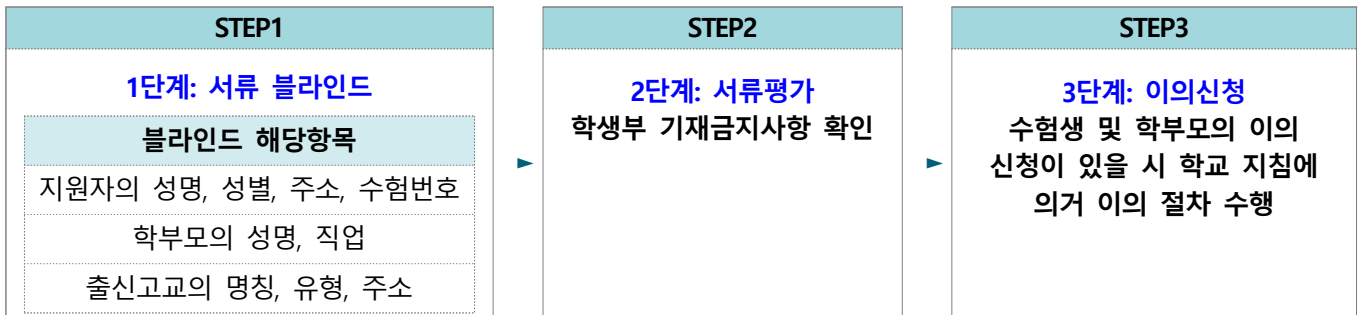 STEP1
1단계: 서류 블라인드
블라인드 해당항목
지원자의 성명, 성별, 주소, 수험번호
학부모의 성명, 직업
출신고교의 명칭, 유형, 주소
►
STEP2
2단계: 서류평가
학생부 기재금지사항 확인
►
STEP3
3단계: 이의신청
수험생 및 학부모의 이의
신청이 있을 시 학교 지침에
의거 이의 절차 수행